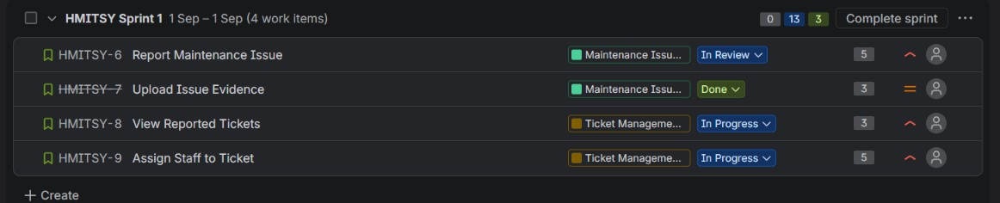 HMITSY Sprint 1 1 Sep – 1 Sep (4 work items) 0 13 3 Complete sprint
HMITSY-6 Report Maintenance Issue Maintenance Issu... In Review 5
HMITSY-7 Upload Issue Evidence Maintenance Issu... Done 3
HMITSY-8 View Reported Tickets Ticket Manageme... In Progress 3
HMITSY-9 Assign Staff to Ticket Ticket Manageme... In Progress 5
+ Create